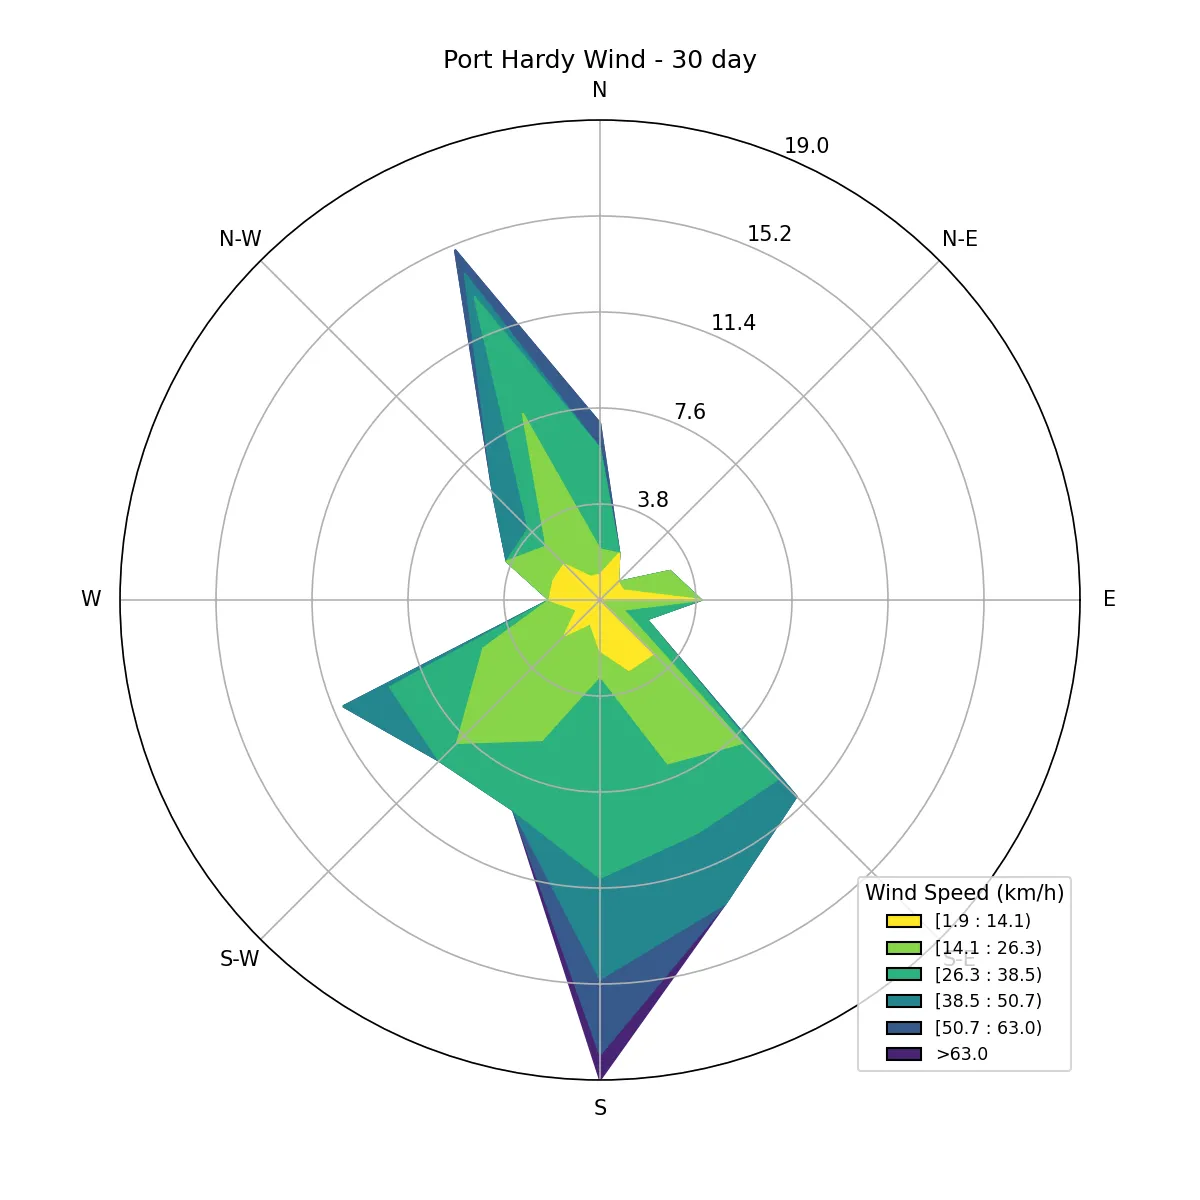 Port Hardy Wind - 30 day
N
19.0
15.2
N-W
N-E
11.4
7.6
3.8
W
E
Wind Speed (km/h)
[1.9 : 14.1)
[14.1 : 26.3)
S-W
S-E
[26.3 : 38.5)
[38.5 : 50.7)
[50.7 : 63.0)
>63.0
S